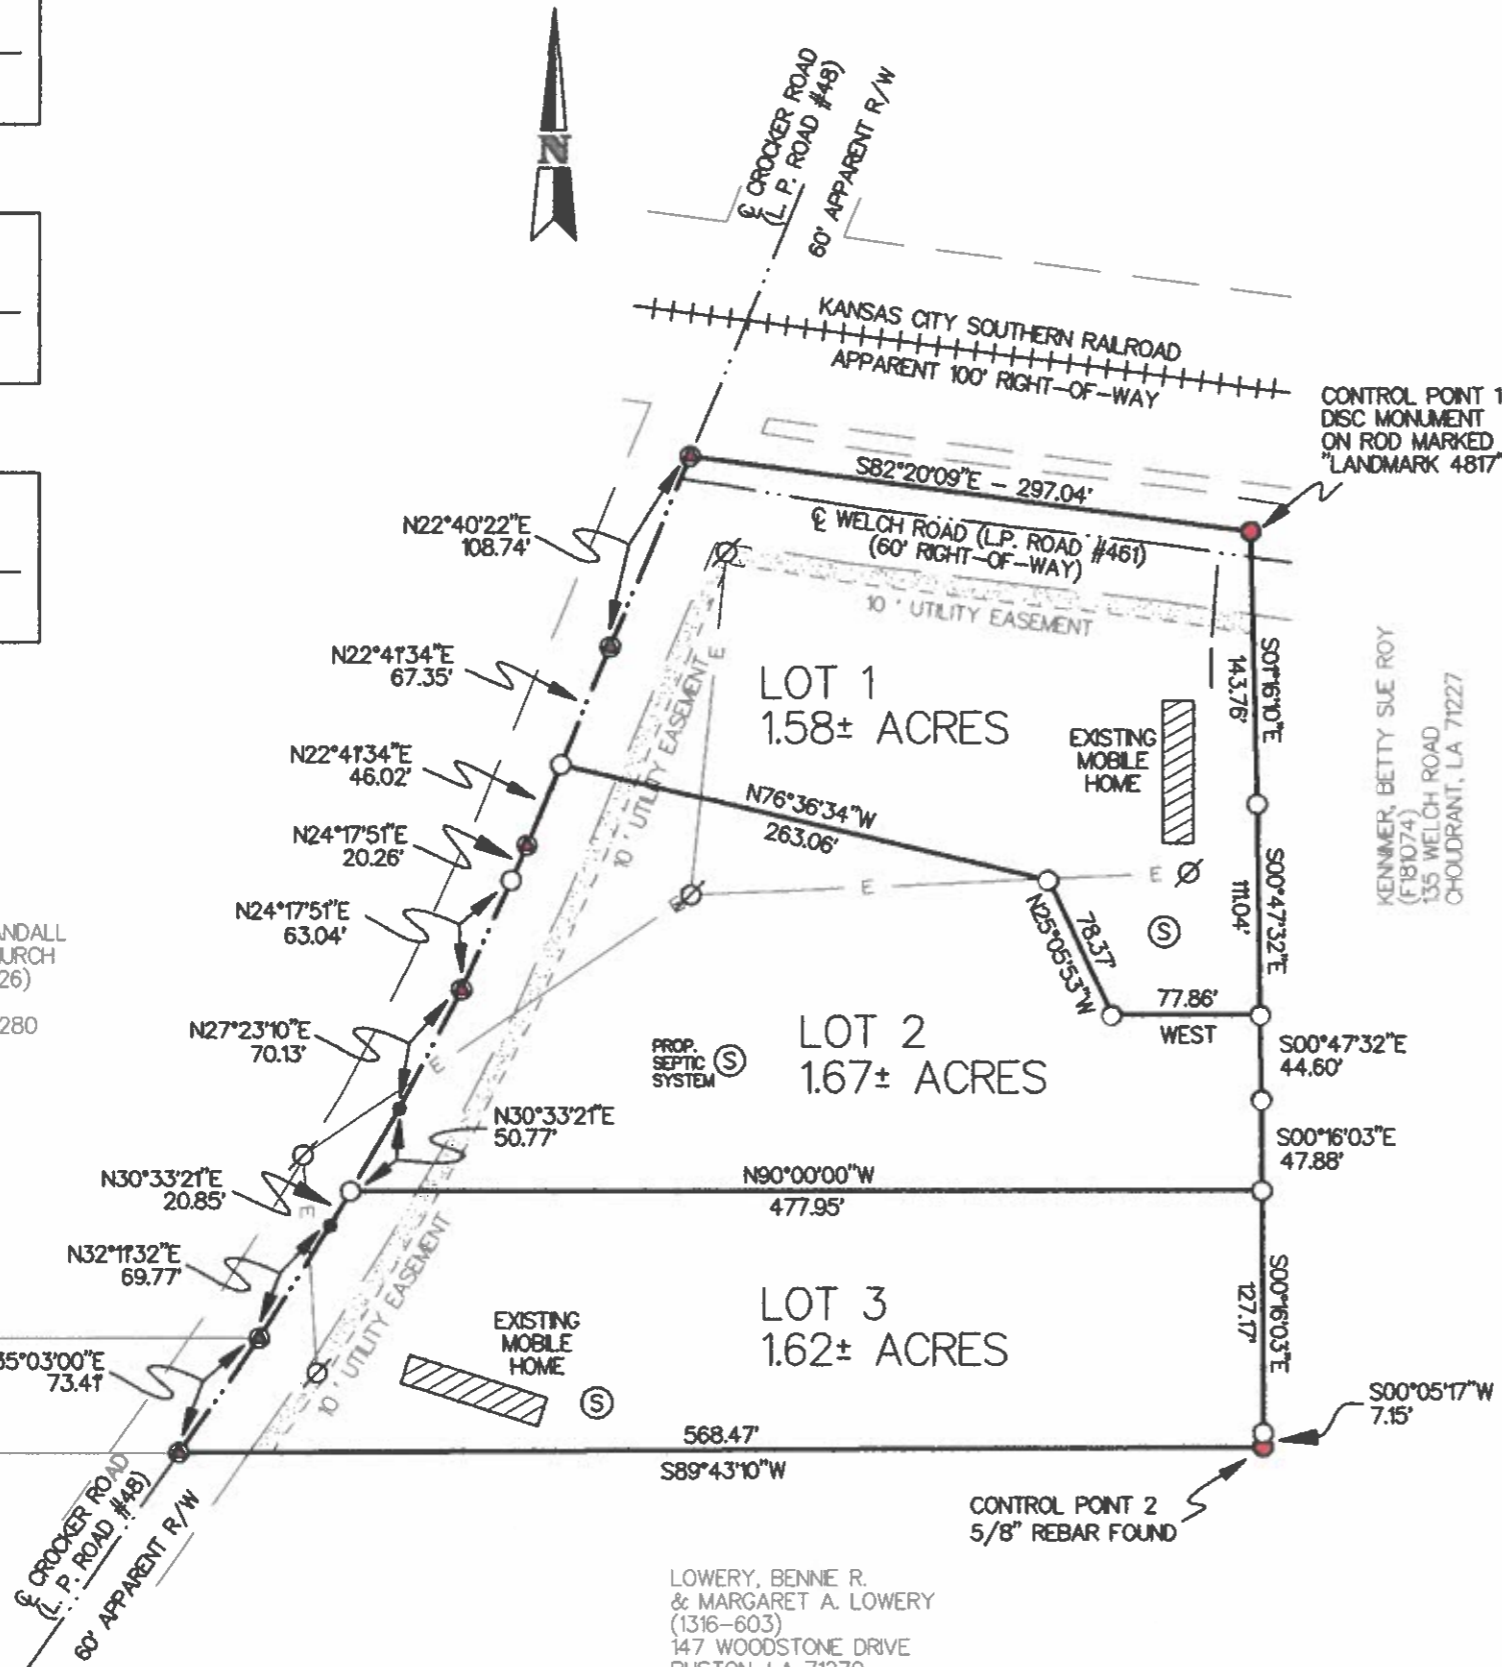 N
℄ CROCKER ROAD
(L. P. ROAD #48)
60' APPARENT R/W
KANSAS CITY SOUTHERN RAILROAD
APPARENT 100' RIGHT-OF-WAY
CONTROL POINT 1
DISC MONUMENT
ON ROD MARKED
"LANDMARK 4817"
S82°20'09"E - 297.04'
℄ WELCH ROAD (L.P. ROAD #461)
(60' RIGHT-OF-WAY)
10 ' UTILITY EASEMENT
N22°40'22"E
108.74'
N22°41'34"E
67.35'
N22°41'34"E
46.02'
N24°17'51"E
20.26'
N24°17'51"E
63.04'
N27°23'10"E
70.13'
N30°33'21"E
50.77'
N30°33'21"E
20.85'
N32°11'32"E
69.77'
35°03'00"E
73.41'
E
10 ' UTILITY EASEMENT
LOT 1
1.58± ACRES
EXISTING
MOBILE
HOME
S01°16'10"E
143.76'
KENNMER, BETTY SUE ROY
(F181074)
135 WELCH ROAD
CHOUDRANT, LA 71227
N76°36'34"W
263.06'
E
E
E
S
S00°47'32"E
111.04'
78.37'
N25°05'53"W
77.86'
WEST
NDALL
URCH
26)
280
E
LOT 2
1.67± ACRES
PROP.
SEPTIC
SYSTEM
S
S00°47'32"E
44.60'
S00°16'03"E
47.88'
N90°00'00"W
477.95'
E
10 ' UTILITY EASEMENT
LOT 3
1.62± ACRES
EXISTING
MOBILE
HOME
S
S00°16'03"E
127.17'
S00°05'17"W
7.15'
568.47'
S89°43'10"W
CONTROL POINT 2
5/8" REBAR FOUND
℄ CROCKER ROAD
(L. P. ROAD #48)
60' APPARENT R/W
LOWERY, BENNIE R.
& MARGARET A. LOWERY
(1316-603)
147 WOODSTONE DRIVE